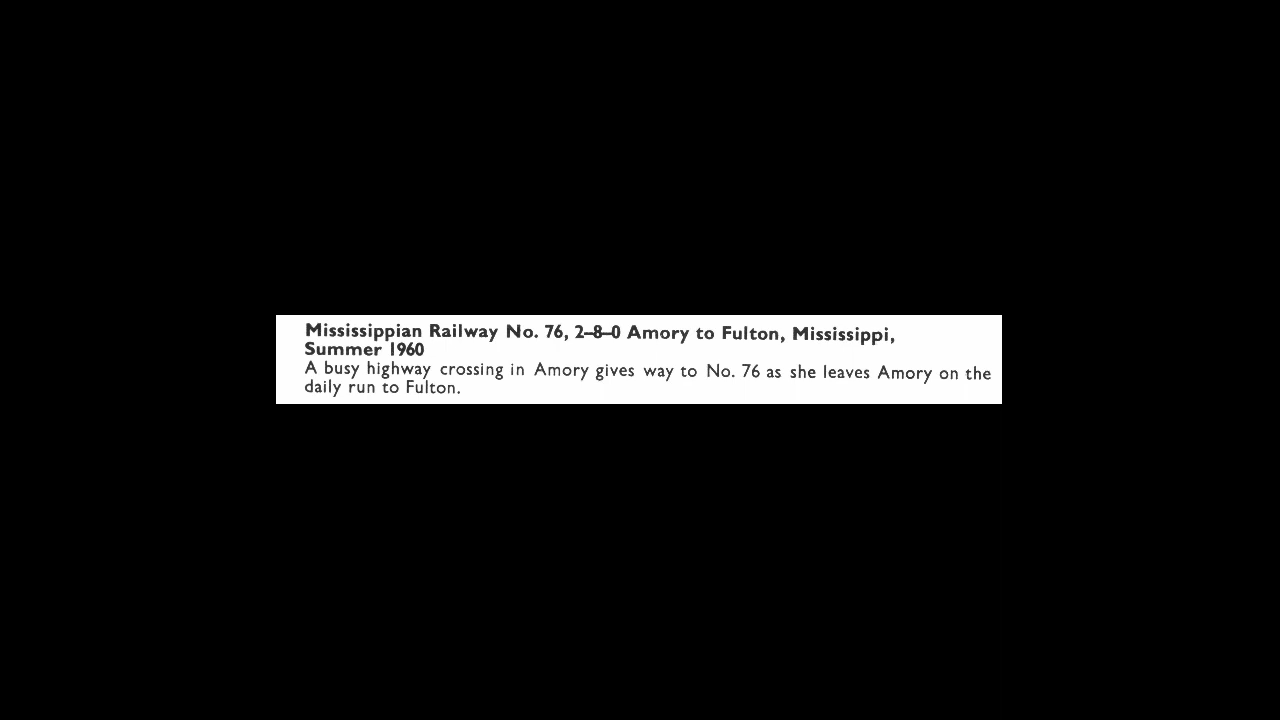 Mississippian Railway No. 76, 2–8–0 Amory to Fulton, Mississippi,
Summer 1960
A busy highway crossing in Amory gives way to No. 76 as she leaves Amory on the
daily run to Fulton.